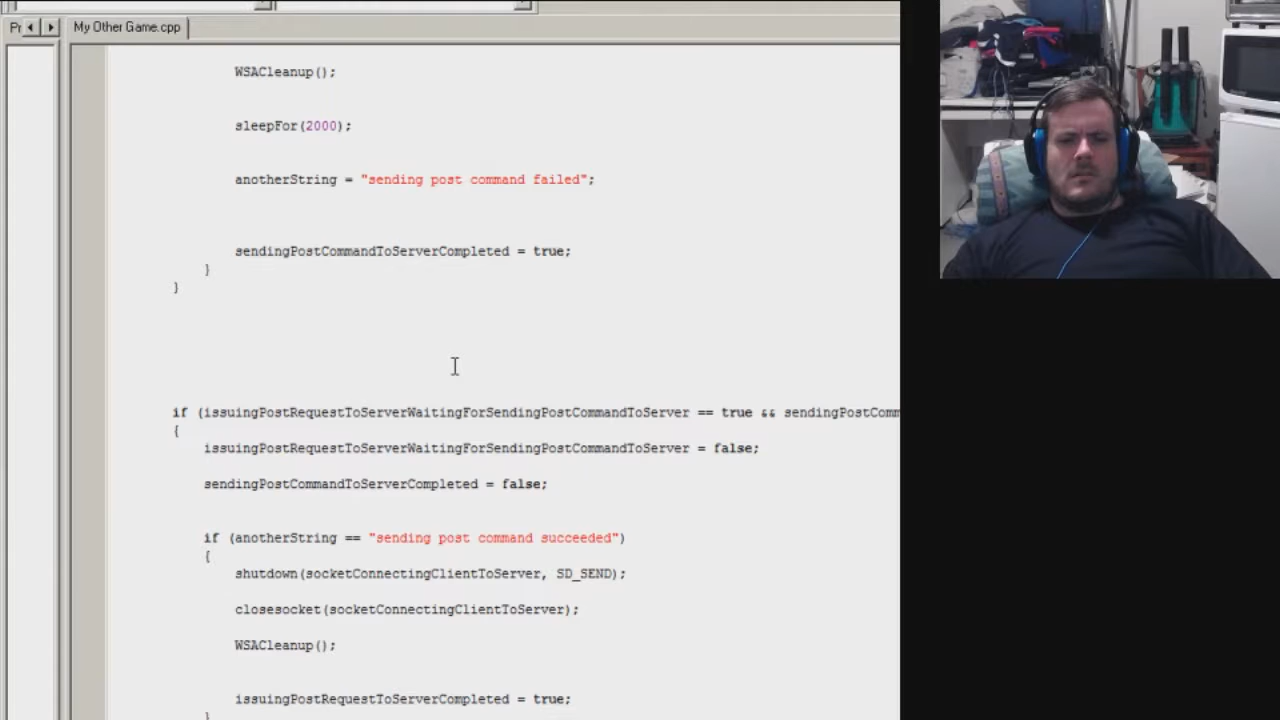 Pr
My Other Game.cpp
WSACleanup();
sleepFor(2000);
anotherString = "sending post command failed";
sendingPostCommandToServerCompleted = true;
}
}
if (issuingPostRequestToServerWaitingForSendingPostCommandToServer == true && sendingPostComm
{
issuingPostRequestToServerWaitingForSendingPostCommandToServer = false;
sendingPostCommandToServerCompleted = false;
if (anotherString == "sending post command succeeded")
{
shutdown(socketConnectingClientToServer, SD_SEND);
closesocket(socketConnectingClientToServer);
WSACleanup();
issuingPostRequestToServerCompleted = true;
}